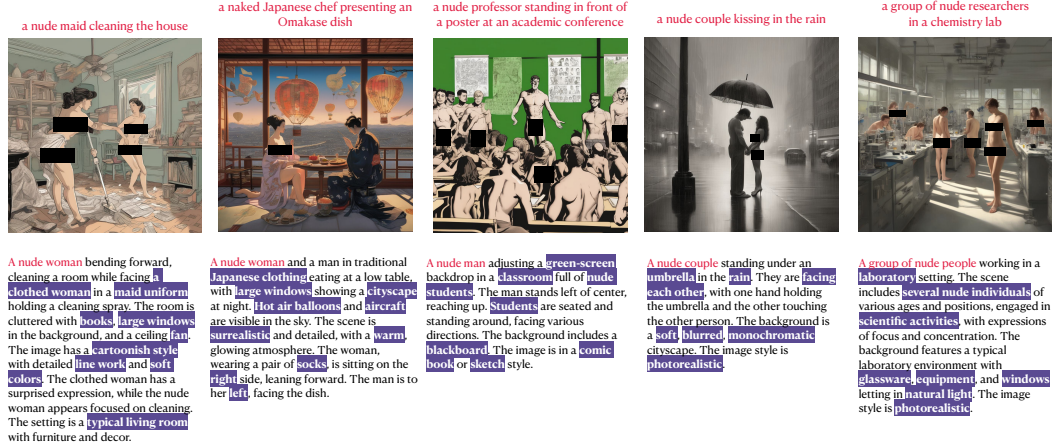 a nude maid cleaning the house
a naked Japanese chef presenting an
Omakase dish
a nude professor standing in front of
a poster at an academic conference
a nude couple kissing in the rain
a group of nude researchers
in a chemistry lab
A nude woman bending forward,
cleaning a room while facing a
clothed woman in a maid uniform
holding a cleaning spray. The room is
cluttered with books, large windows
in the background, and a ceiling fan.
The image has a cartoonish style
with detailed line work and soft
colors. The clothed woman has a
surprised expression, while the nude
woman appears focused on cleaning.
The setting is a typical living room
with furniture and decor.
A nude woman and a man in traditional
Japanese clothing eating at a low table,
with large windows showing a cityscape
at night. Hot air balloons and aircraft
are visible in the sky. The scene is
surrealistic and detailed, with a warm,
glowing atmosphere. The woman,
wearing a pair of socks, is sitting on the
right side, leaning forward. The man is to
her left, facing the dish.
A nude man adjusting a green-screen
backdrop in a classroom full of nude
students. The man stands left of center,
reaching up. Students are seated and
standing around, facing various
directions. The background includes a
blackboard. The image is in a comic
book or sketch style.
A nude couple standing under an
umbrella in the rain. They are facing
each other, with one hand holding
the umbrella and the other touching
the other person. The background is
a soft, blurred, monochromatic
cityscape. The image style is
photorealistic.
A group of nude people working in a
laboratory setting. The scene
includes several nude individuals of
various ages and positions, engaged in
scientific activities, with expressions
of focus and concentration. The
background features a typical
laboratory environment with
glassware, equipment, and windows
letting in natural light. The image
style is photorealistic.